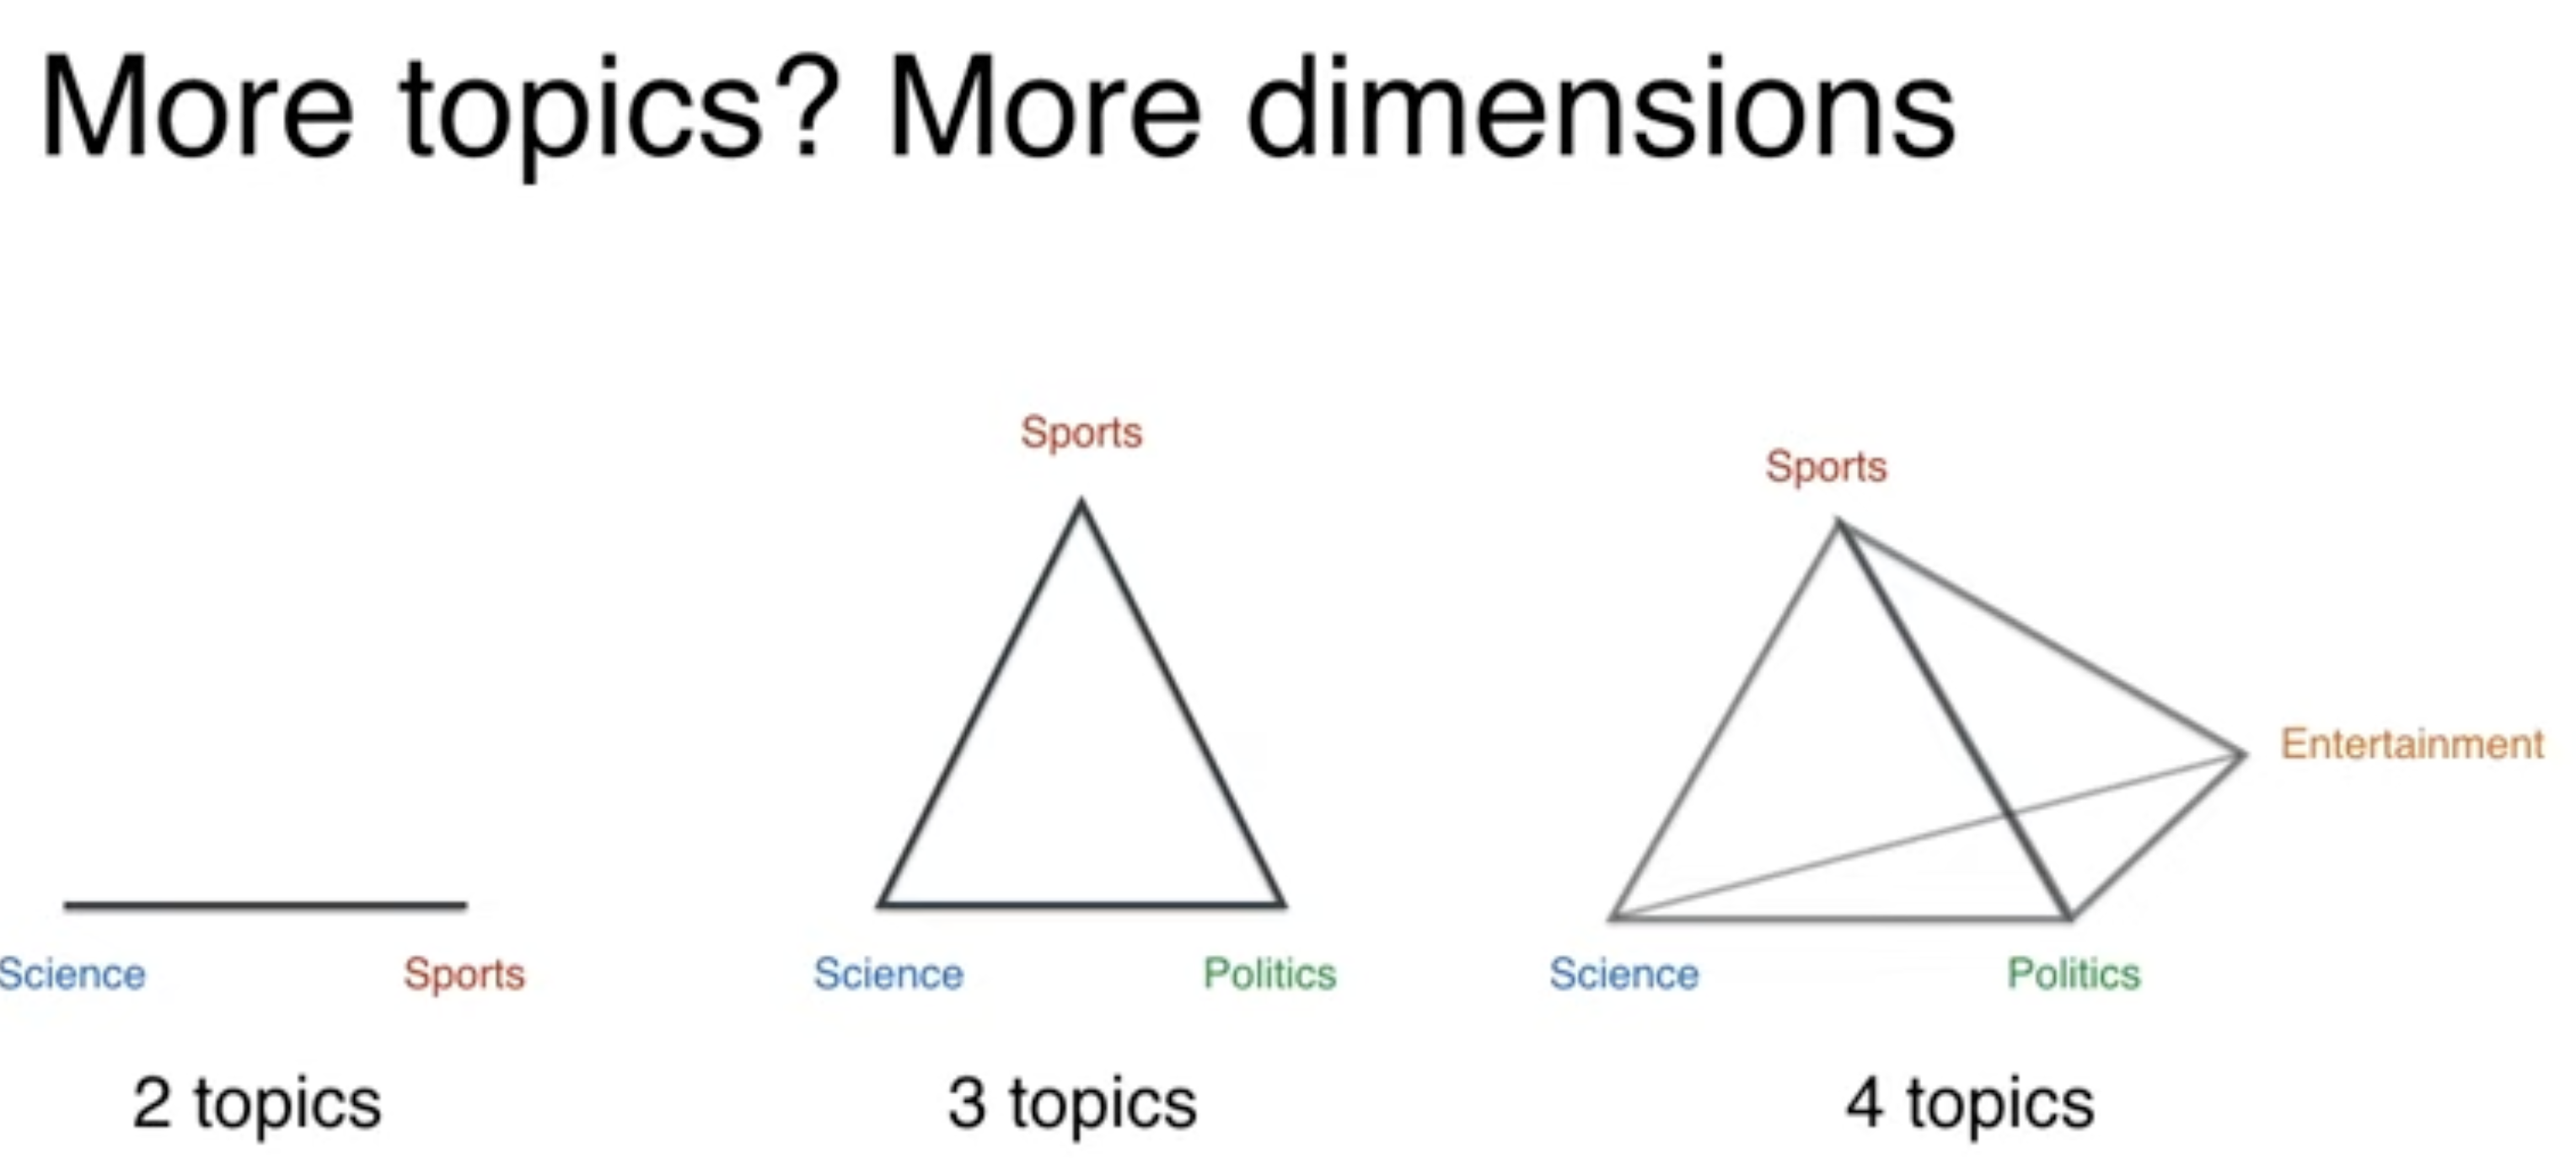 More topics? More dimensions
Sports
Sports
Entertainment
Science Sports
Science Politics
Science Politics
2 topics
3 topics
4 topics